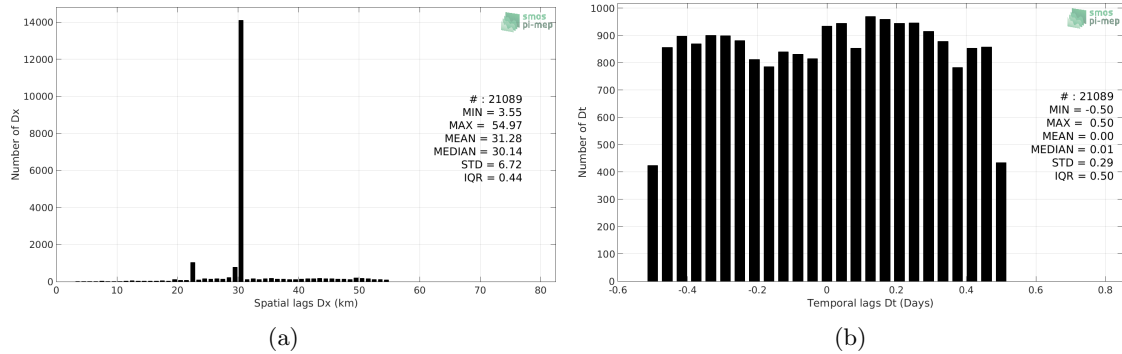 14000
12000
10000
8000
6000
4000
2000
0
Number of Dx
smos
pi-mep
# : 21089
MIN = 3.55
MAX = 54.97
MEAN = 31.28
MEDIAN = 30.14
STD = 6.72
IQR = 0.44
0 10 20 30 40 50 60 70 80
Spatial lags Dx (km)
(a)
1000
900
800
700
600
500
400
300
200
100
0
Number of Dt
smos
pi-mep
# : 21089
MIN = -0.50
MAX = 0.50
MEAN = 0.00
MEDIAN = 0.01
STD = 0.29
IQR = 0.50
-0.6 -0.4 -0.2 0 0.2 0.4 0.6 0.8
Temporal lags Dt (Days)
(b)